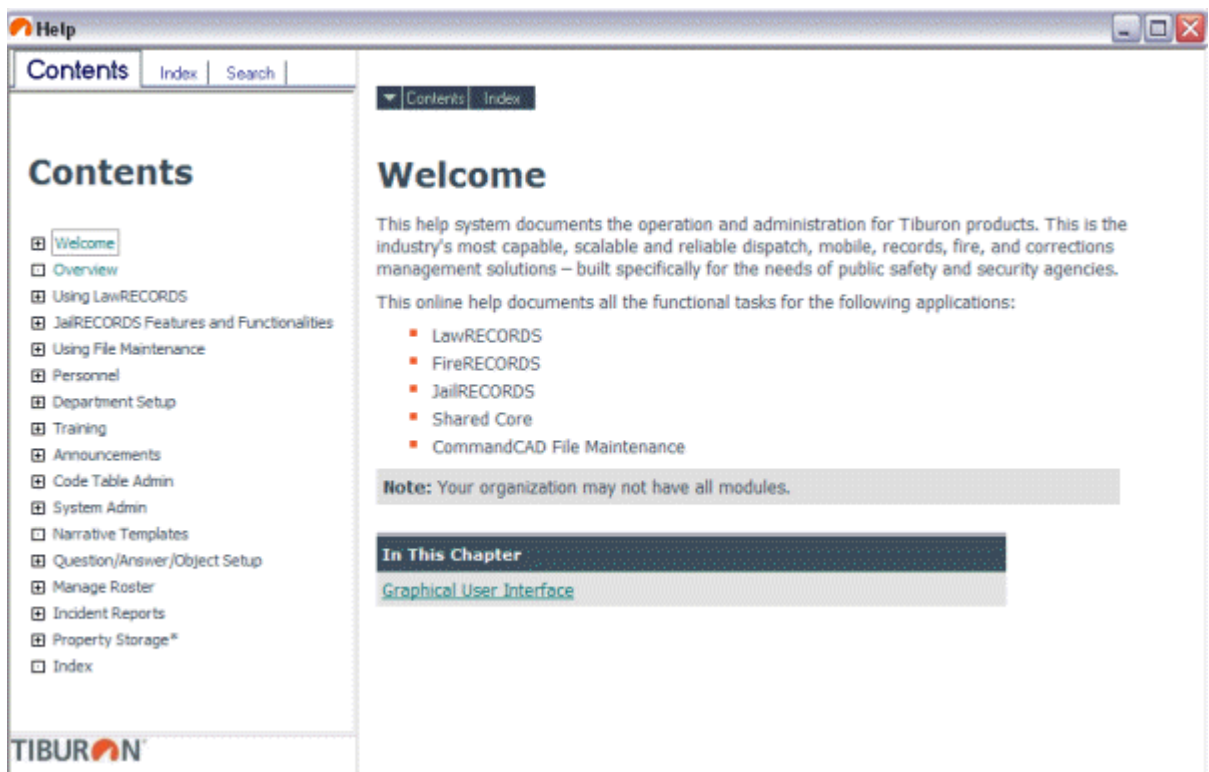 Help
Contents Index Search
Contents
Welcome
Overview
Using LawRECORDS
JailRECORDS Features and Functionalities
Using File Maintenance
Personnel
Department Setup
Training
Announcements
Code Table Admin
System Admin
Narrative Templates
Question/Answer/Object Setup
Manage Roster
Incident Reports
Property Storage*
Index
TIBURON
Contents Index
Welcome
This help system documents the operation and administration for Tiburon products. This is the
industry's most capable, scalable and reliable dispatch, mobile, records, fire, and corrections
management solutions – built specifically for the needs of public safety and security agencies.
This online help documents all the functional tasks for the following applications:
LawRECORDS
FireRECORDS
JailRECORDS
Shared Core
CommandCAD File Maintenance
Note: Your organization may not have all modules.
In This Chapter
Graphical User Interface